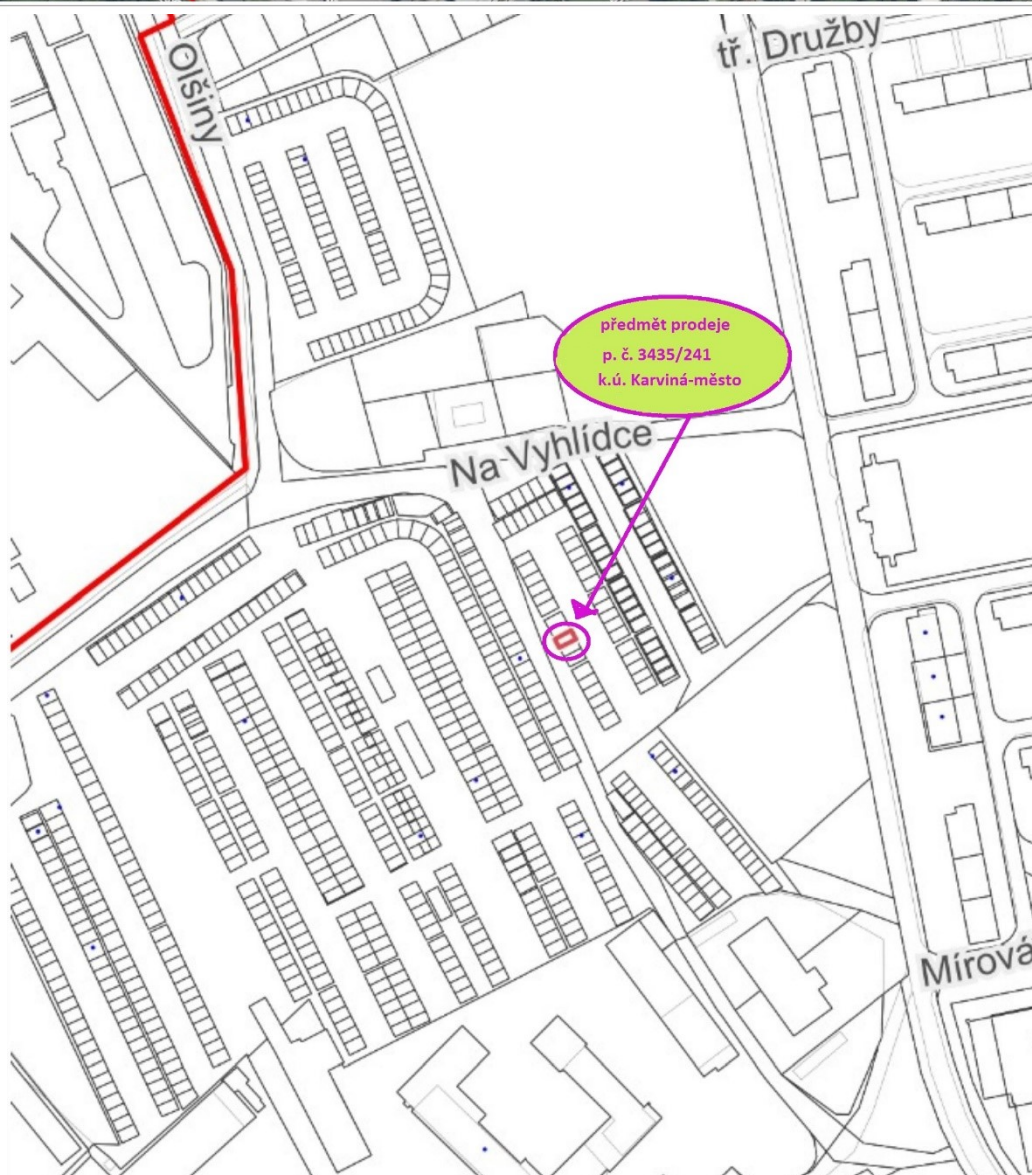 Olšiny
tř. Družby
předmět prodeje
p. č. 3435/241
k.ú. Karviná-město
Na Vyhlídce
Mírová